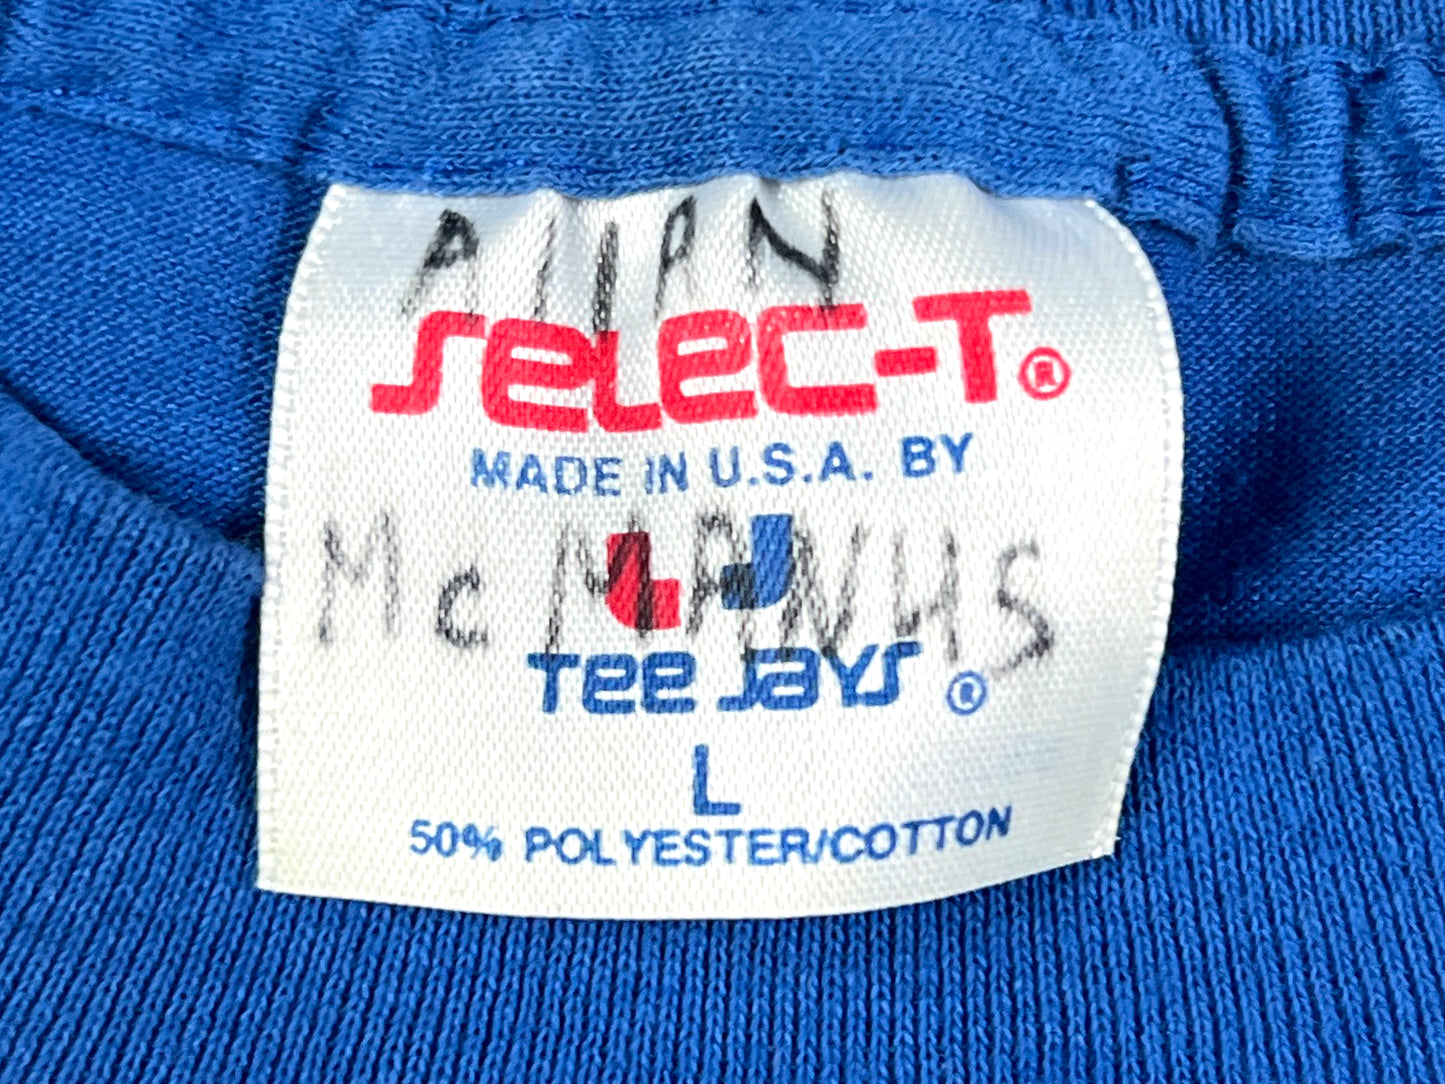 AllAN
SeLeC-T®
MADE IN U.S.A. BY
McMANUS
Tee Jays ®
L
50% POLYESTER/COTTON